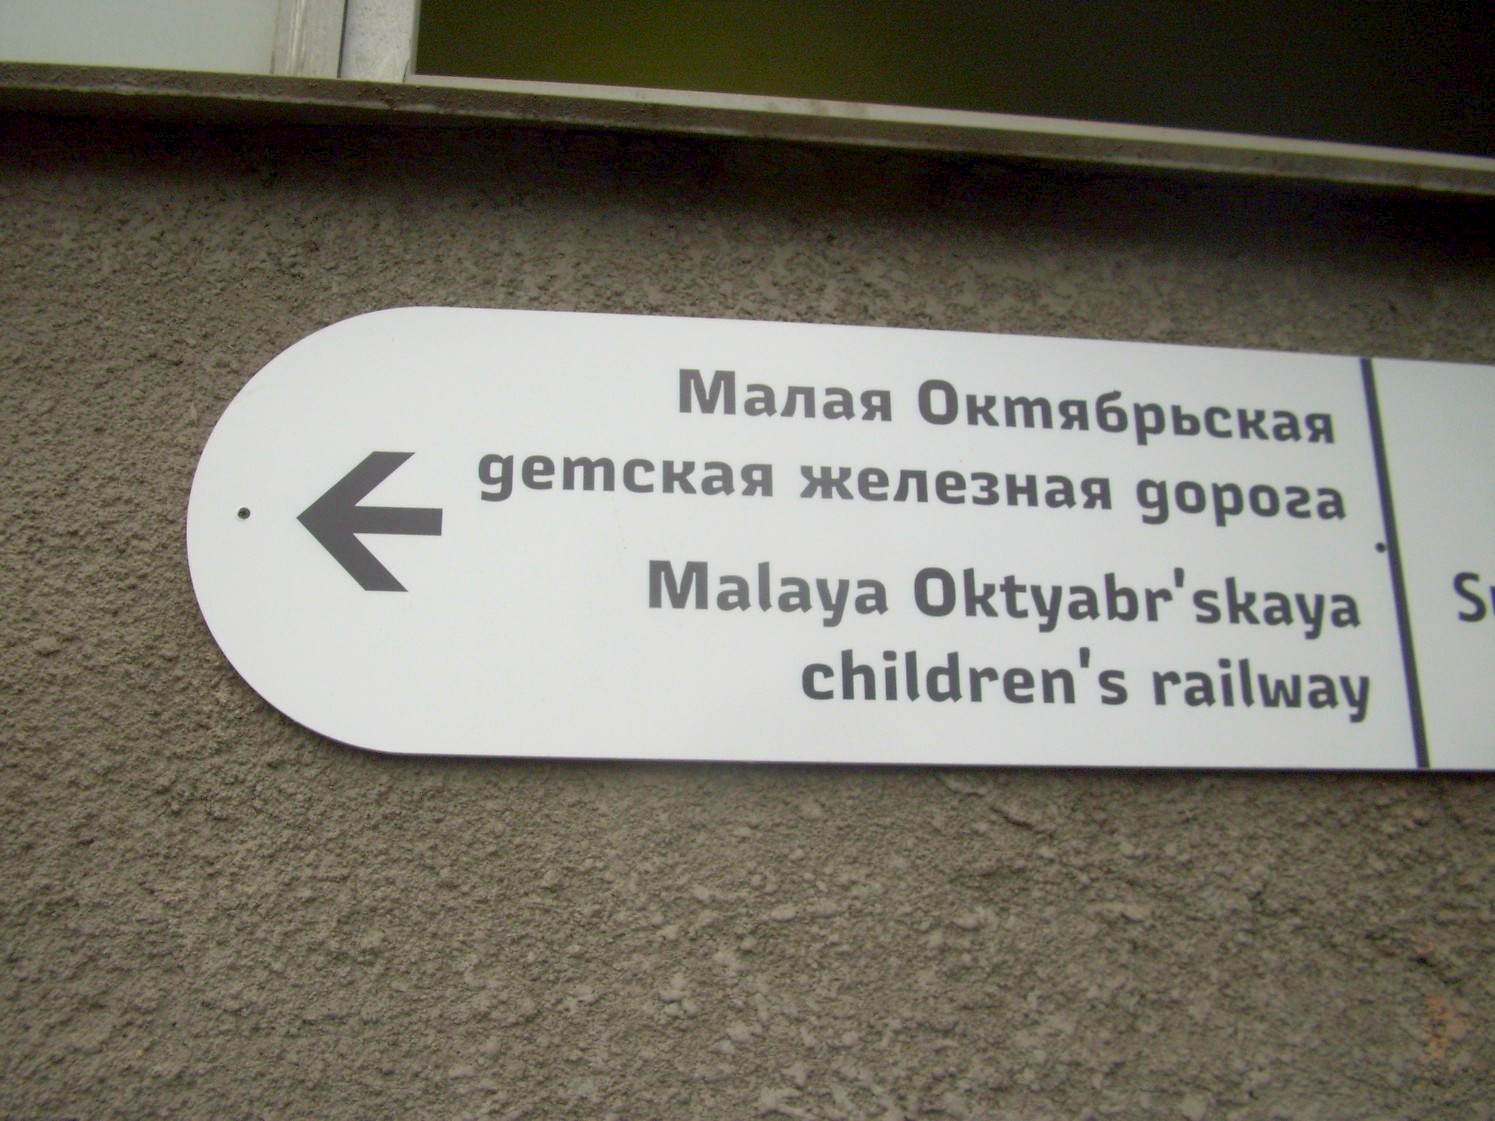 Малая Октябрьская
детская железная дорога
Malaya Oktyabr'skaya
children's railway